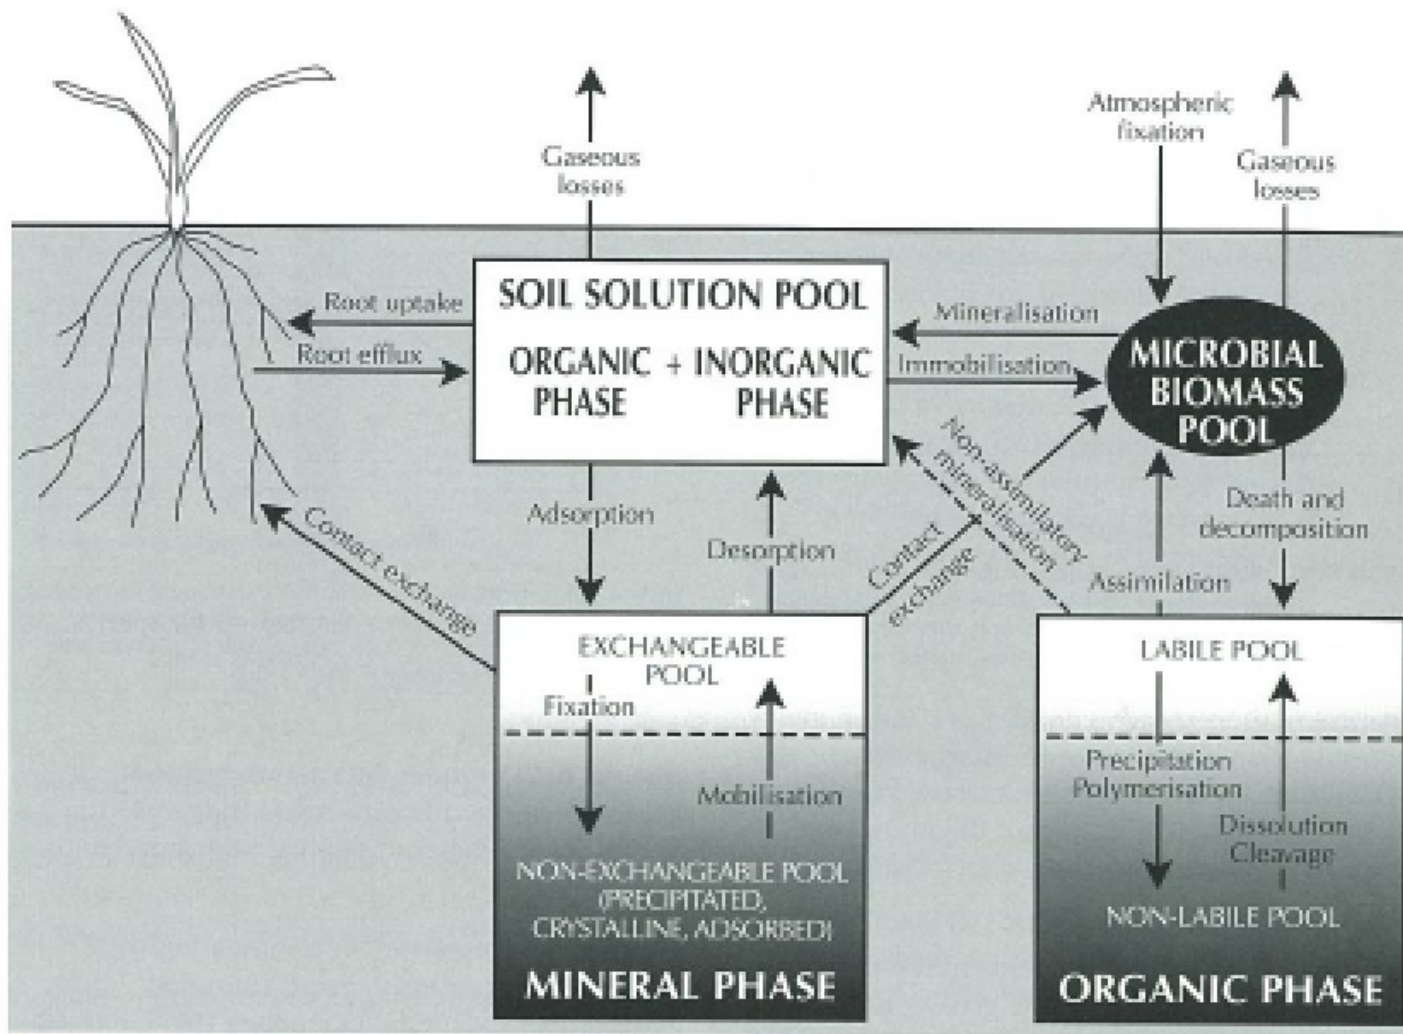 Gaseous
losses
Atmospheric
fixation
Gaseous
losses
SOIL SOLUTION POOL
ORGANIC + INORGANIC
PHASE PHASE
Root uptake
Root efflux
Mineralisation
Immobilisation
MICROBIAL
BIOMASS
POOL
Adsorption
Desorption
Contact exchange
Contact
exchange
Non-assimilatory
mineralisation
Assimilation
Death and
decomposition
EXCHANGEABLE
POOL
Fixation
Mobilisation
NON-EXCHANGEABLE POOL
(PRECIPITATED,
CRYSTALLINE, ADSORBED)
MINERAL PHASE
LABILE POOL
Precipitation
Polymerisation
Dissolution
Cleavage
NON-LABILE POOL
ORGANIC PHASE